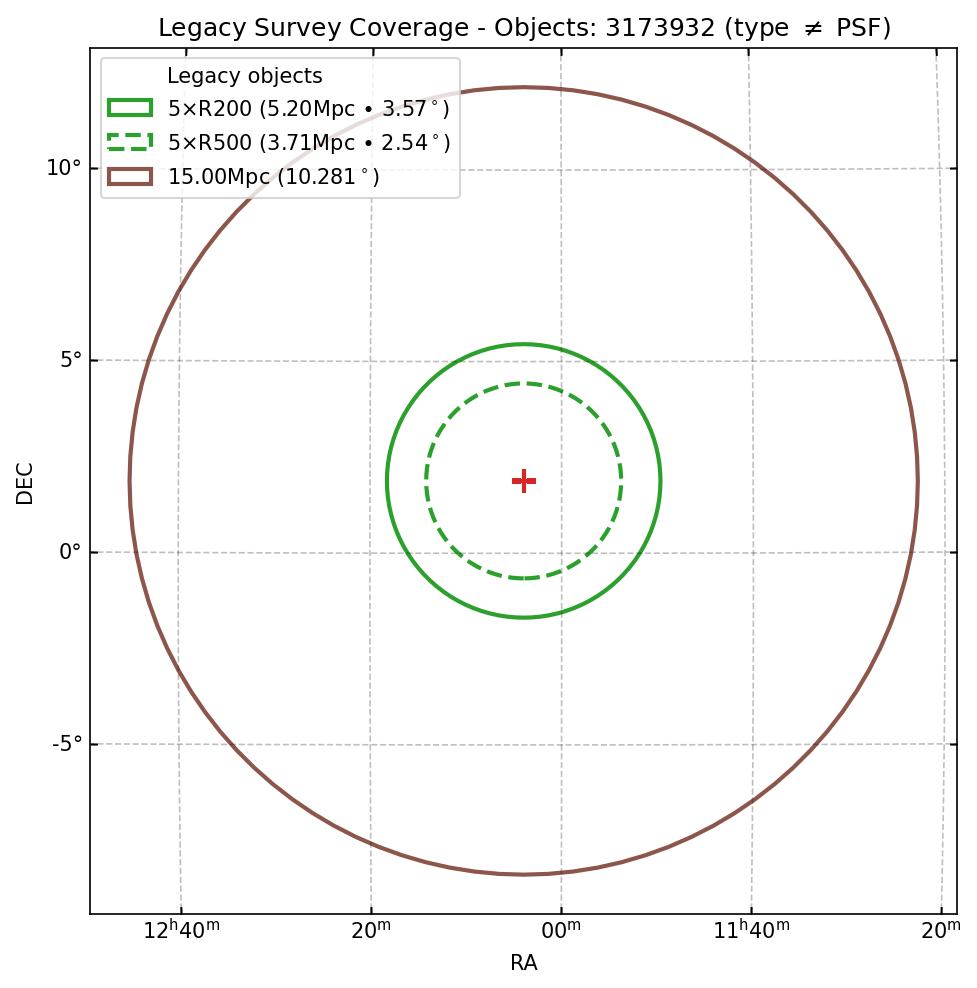 Legacy Survey Coverage - Objects: 3173932 (type ≠ PSF)
Legacy objects
5×R200 (5.20Mpc • 3.57°)
5×R500 (3.71Mpc • 2.54°)
15.00Mpc (10.281°)
10°
5°
0°
-5°
DEC
12ʰ40ᵐ 20ᵐ 00ᵐ 11ʰ40ᵐ 20ᵐ
RA